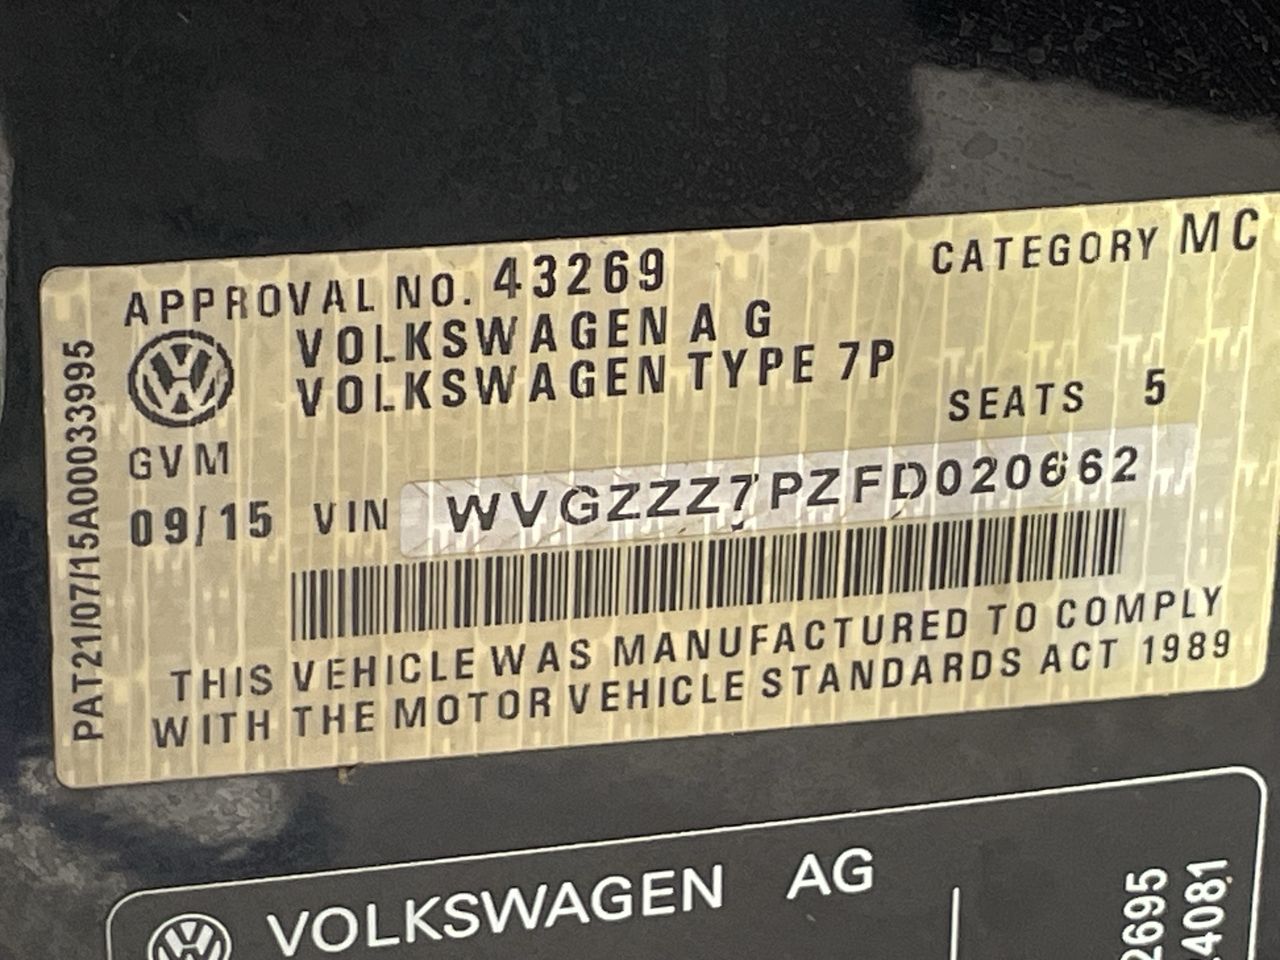 APPROVAL NO. 43269 CATEGORY MC
VOLKSWAGEN A G
VOLKSWAGEN TYPE 7P
SEATS 5
GVM
09/15 VIN WVGZZZ7PZFD020662
THIS VEHICLE WAS MANUFACTURED TO COMPLY
WITH THE MOTOR VEHICLE STANDARDS ACT 1989
PAT21/07/15A00033995
VOLKSWAGEN AG
2695
4081